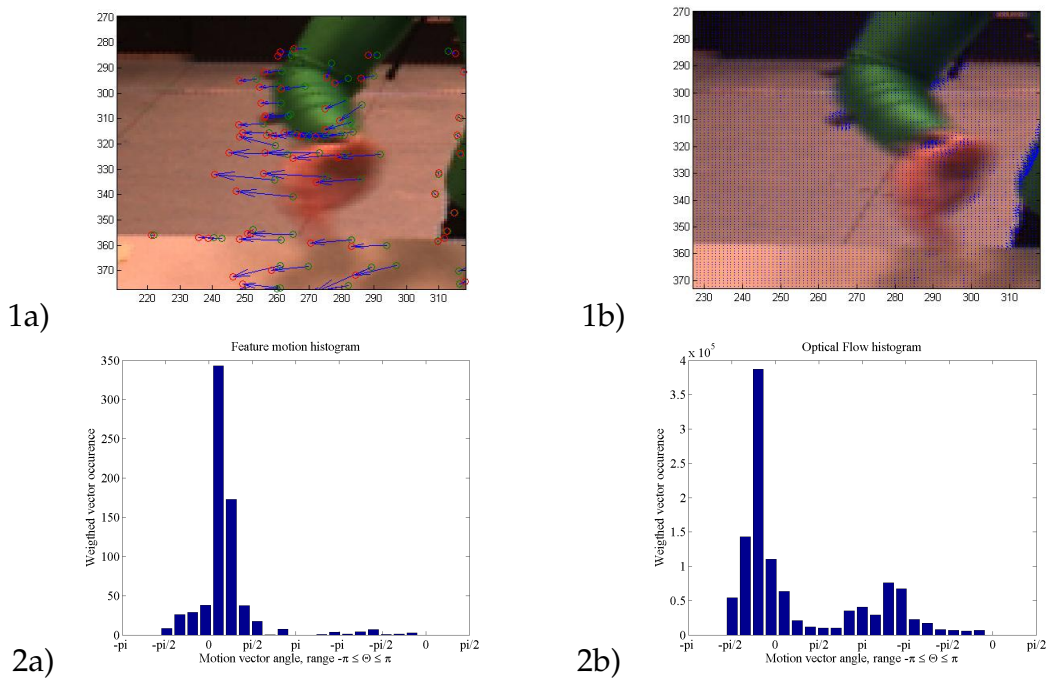 270
280
290
300
310
320
330
340
350
360
370
220 230 240 250 260 270 280 290 300 310
1a)
270
280
290
300
310
320
330
340
350
360
370
230 240 250 260 270 280 290 300 310
1b)
Feature motion histogram
350
300
250
200
150
100
50
0
Weigthed vector occurence
-pi -pi/2 0 pi/2 pi -pi/2 0 pi/2
Motion vector angle, range -π ≤ Θ ≤ π
2a)
Optical Flow histogram
x 10^5
4
3.5
3
2.5
2
1.5
1
0.5
0
Weigthed vector occurence
-pi -pi/2 0 pi/2 pi -pi -pi/2 0 pi/2
Motion vector angle, range -π ≤ Θ ≤ π
2b)